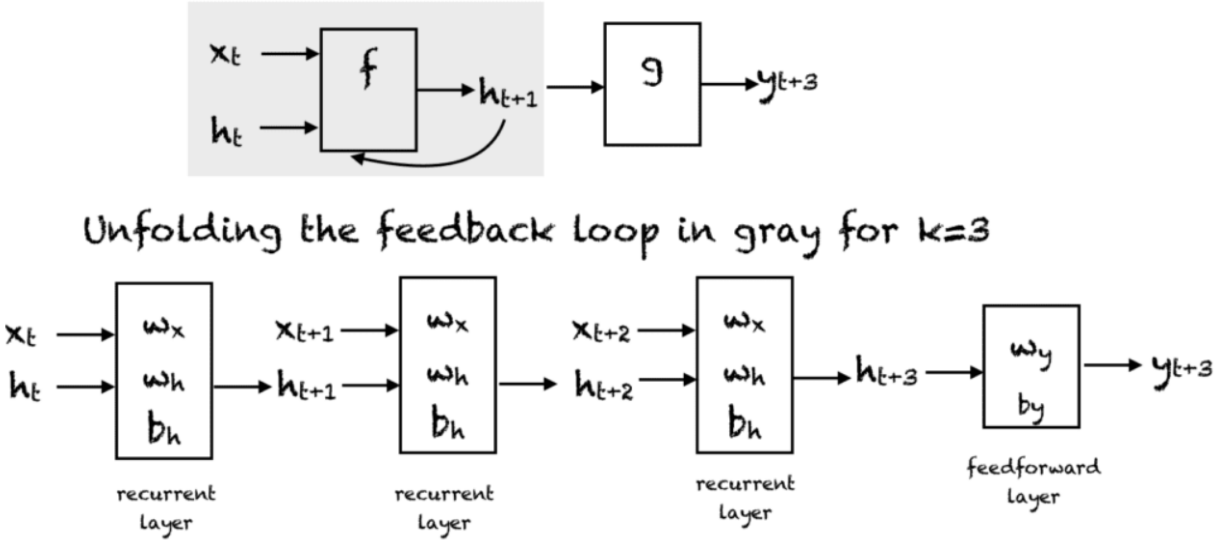 xt
f
g
ht+1
yt+3
ht
Unfolding the feedback loop in gray for k=3
xt
wx
xt+1
wx
xt+2
wx
ht
wh
ht+1
wh
ht+2
wh
ht+3
wy
yt+3
bh
bh
bh
by
recurrent
layer
recurrent
layer
recurrent
layer
feedforward
layer